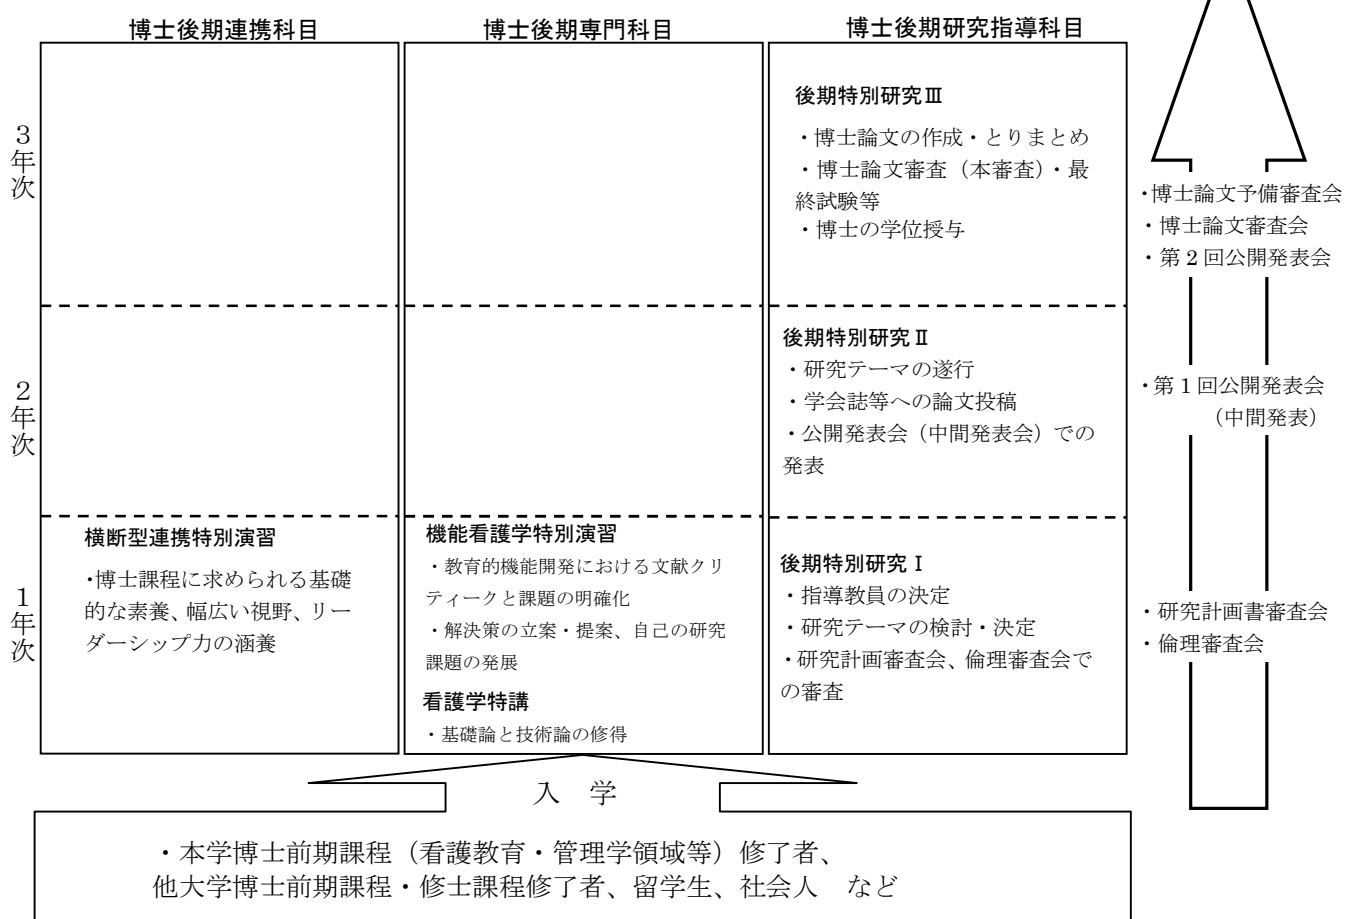 博士後期連携科目
博士後期専門科目
博士後期研究指導科目
3年次
後期特別研究Ⅲ
・博士論文の作成・とりまとめ
・博士論文審査（本審査）・最
終試験等
・博士の学位授与
・博士論文予備審査会
・博士論文審査会
・第2回公開発表会
2年次
後期特別研究Ⅱ
・研究テーマの遂行
・学会誌等への論文投稿
・公開発表会（中間発表会）での
発表
・第1回公開発表会
（中間発表）
1年次
横断型連携特別演習
・博士課程に求められる基礎
的な素養、幅広い視野、リー
ダーシップ力の涵養
機能看護学特別演習
・教育的機能開発における文献クリ
ティークと課題の明確化
・解決策の立案・提案、自己の研究
課題の発展
看護学特講
・基礎論と技術論の修得
後期特別研究Ⅰ
・指導教員の決定
・研究テーマの検討・決定
・研究計画審査会、倫理審査会で
の審査
・研究計画書審査会
・倫理審査会
入　学
・本学博士前期課程（看護教育・管理学領域等）修了者、
他大学博士前期課程・修士課程修了者、留学生、社会人　など